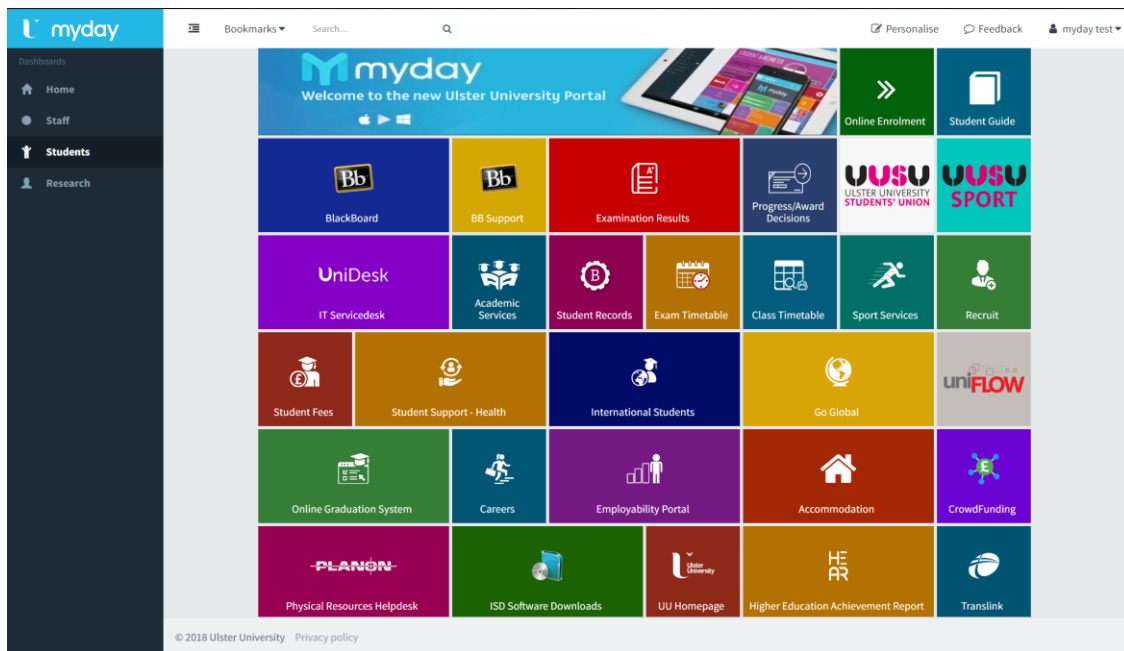 myday
Bookmarks
Search...
Personalise
Feedback
myday test
Dashboards
Home
Staff
Students
Research
myday
Welcome to the new Ulster University Portal
Online Enrolment
Student Guide
Bb
BlackBoard
Bb
BB Support
Examination Results
Progress/Award
Decisions
UUSU
ULSTER UNIVERSITY
STUDENTS' UNION
UUSU
SPORT
UniDesk
IT Servicedesk
Academic
Services
B
Student Records
Exam Timetable
Class Timetable
Sport Services
Recruit
£
Student Fees
Student Support - Health
International Students
Go Global
uniFLOW
Online Graduation System
Careers
Employability Portal
Accommodation
£
CrowdFunding
PLANON
Physical Resources Helpdesk
ISD Software Downloads
Ulster
University
UU Homepage
HE
AR
Higher Education Achievement Report
Translink
© 2018 Ulster University
Privacy policy